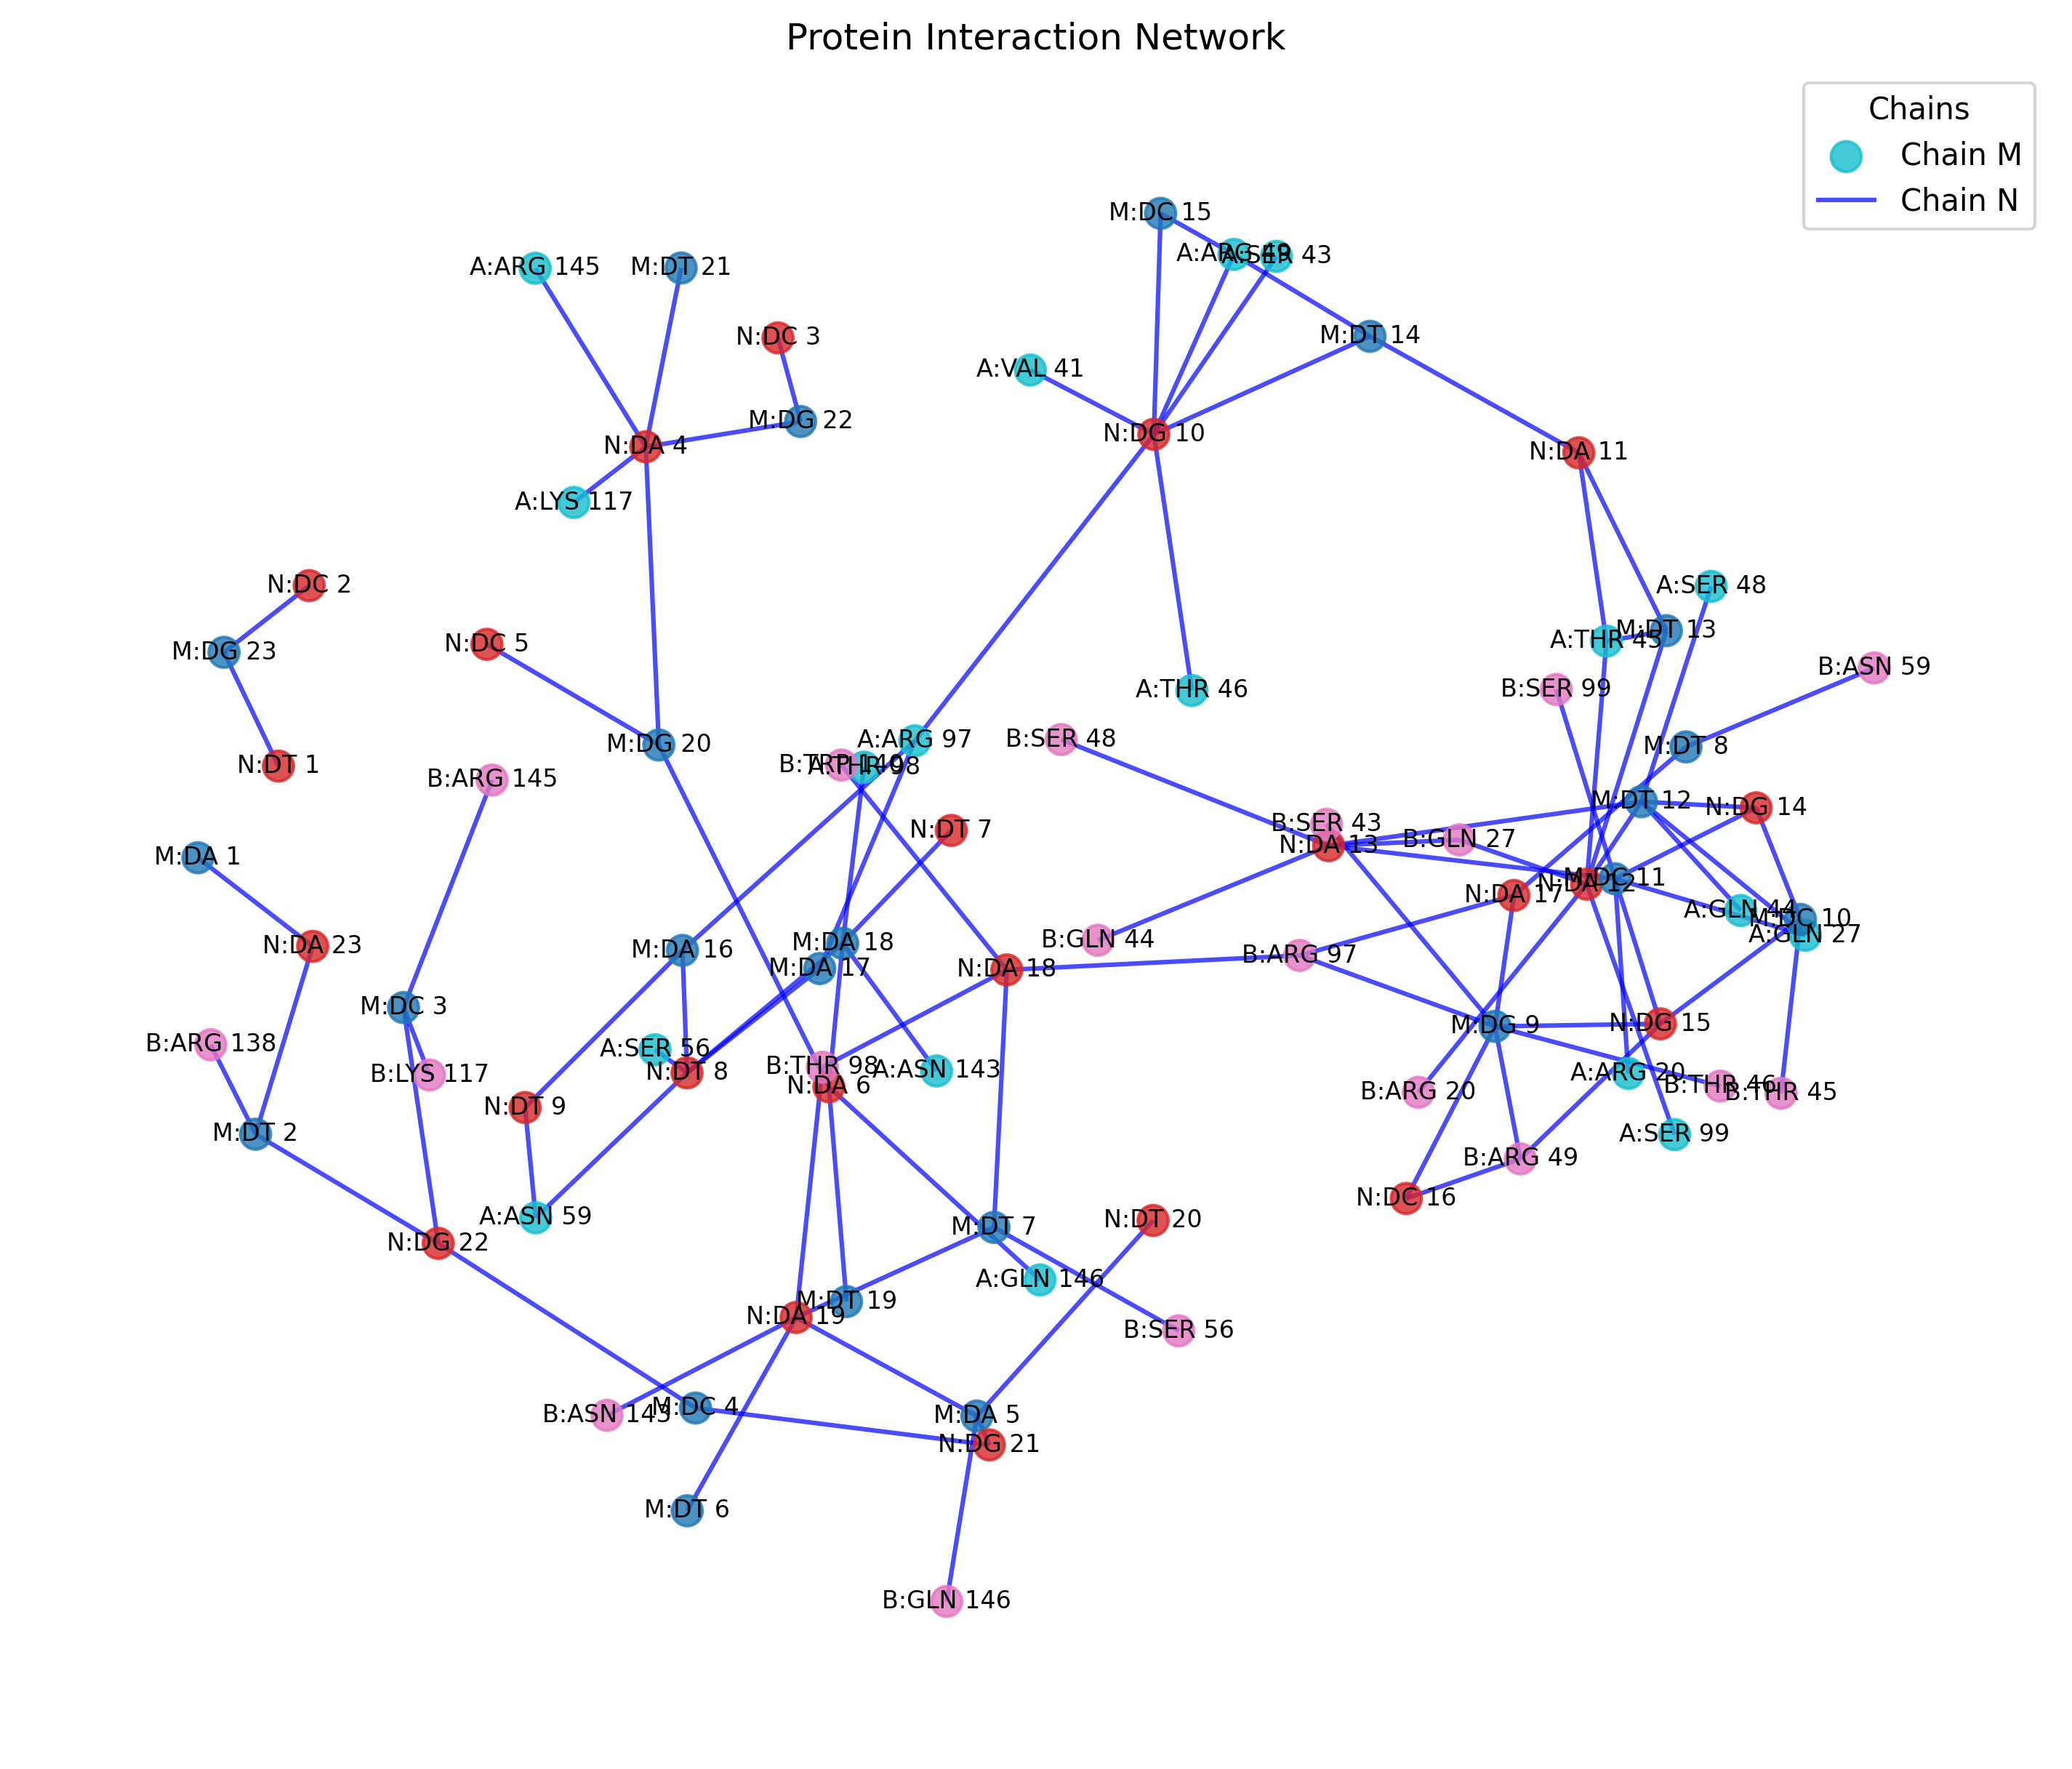 Protein Interaction Network
Chains
Chain M
Chain N
M:DC 15
A:ARG 49
A:SER 43
A:ARG 145
M:DT 21
N:DC 3
M:DT 14
A:VAL 41
M:DG 22
N:DG 10
N:DA 4
N:DA 11
A:LYS 117
N:DC 2
A:SER 48
M:DT 13
A:THR 45
N:DC 5
M:DG 23
B:ASN 59
B:SER 99
A:THR 46
A:ARG 97
B:SER 48
M:DG 20
M:DT 8
N:DT 1
B:TRP 140
A:THR 98
B:ARG 145
M:DT 12
N:DG 14
B:SER 43
N:DT 7
B:GLN 27
N:DA 13
M:DA 1
M:DC 11
N:DA 12
N:DA 17
A:GLN 44
M:DC 10
A:GLN 27
N:DA 23
M:DA 16
M:DA 18
B:GLN 44
B:ARG 97
M:DA 17
N:DA 18
M:DC 3
M:DG 9
N:DG 15
B:ARG 138
A:SER 56
N:DT 8
B:THR 98
A:ASN 143
B:LYS 117
A:ARG 20
N:DA 6
B:THR 46
B:THR 45
B:ARG 20
N:DT 9
M:DT 2
A:SER 99
B:ARG 49
N:DC 16
A:ASN 59
N:DT 20
M:DT 7
N:DG 22
A:GLN 146
M:DT 19
N:DA 19
B:SER 56
M:DC 4
B:ASN 143
M:DA 5
N:DG 21
M:DT 6
B:GLN 146